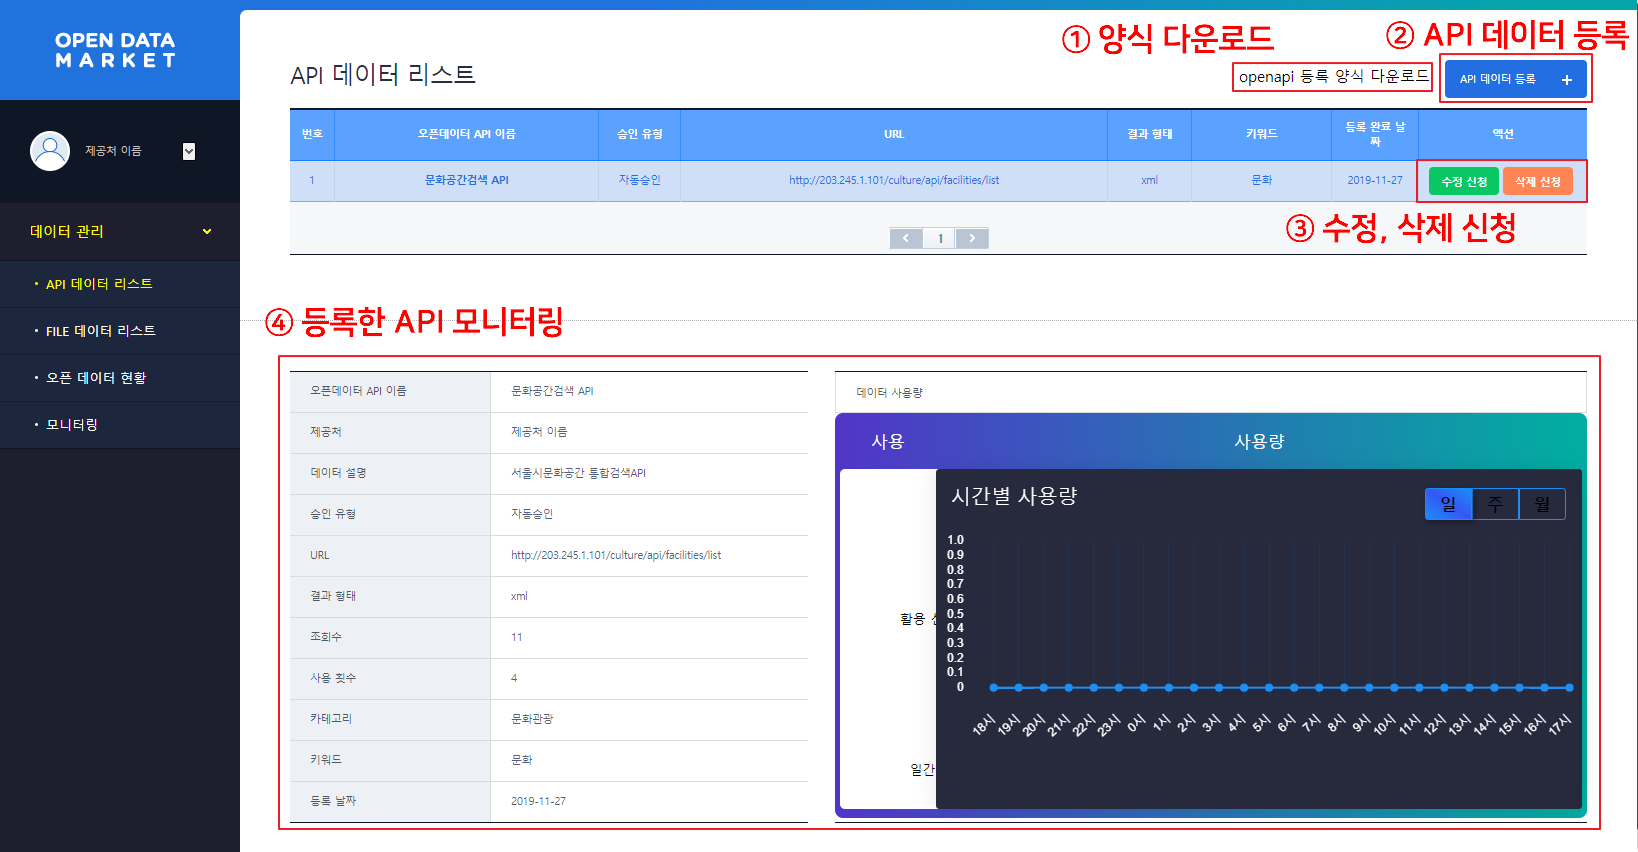 OPEN DATA
MARKET
제공처 이름
데이터 관리
· API 데이터 리스트
· FILE 데이터 리스트
· 오픈 데이터 현황
· 모니터링
① 양식 다운로드
② API 데이터 등록
API 데이터 리스트
openapi 등록 양식 다운로드
API 데이터 등록 +
번호 오픈데이터 API 이름 승인 유형 URL 결과 형태 키워드 등록 완료 날짜 액션
1 문화공간검색 API 자동승인 http://203.245.1.101/culture/api/facilities/list xml 문화 2019-11-27 수정 신청 삭제 신청
< 1 >
③ 수정, 삭제 신청
④ 등록한 API 모니터링
오픈데이터 API 이름 문화공간검색 API
제공처 제공처 이름
데이터 설명 서울시문화공간 통합검색API
승인 유형 자동승인
URL http://203.245.1.101/culture/api/facilities/list
결과 형태 xml
조회수 11
사용 횟수 4
카테고리 문화관광
키워드 문화
등록 날짜 2019-11-27
데이터 사용량
사용 사용량
활용
일간
시간별 사용량
일 주 월
1.0
0.9
0.8
0.7
0.6
0.5
0.4
0.3
0.2
0.1
0
18시 19시 20시 21시 22시 23시 0시 1시 2시 3시 4시 5시 6시 7시 8시 9시 10시 11시 12시 13시 14시 15시 16시 17시